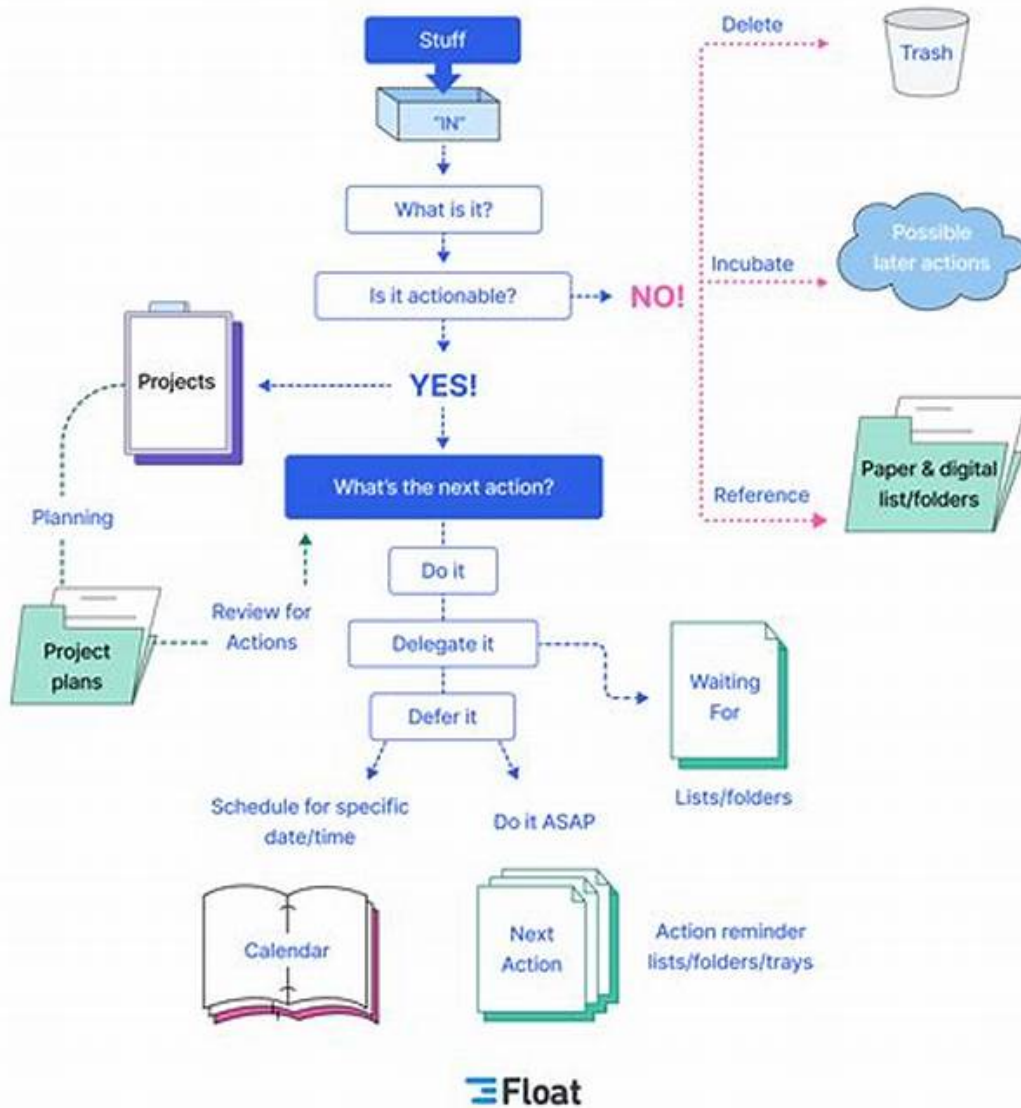 Stuff
"IN"
What is it?
Is it actionable?
NO!
Delete
Trash
Incubate
Possible
later actions
Reference
Paper & digital
list/folders
YES!
Projects
Planning
Project
plans
Review for
Actions
What's the next action?
Do it
Delegate it
Waiting
For
Lists/folders
Defer it
Schedule for specific
date/time
Calendar
Do it ASAP
Next
Action
Action reminder
lists/folders/trays
Float